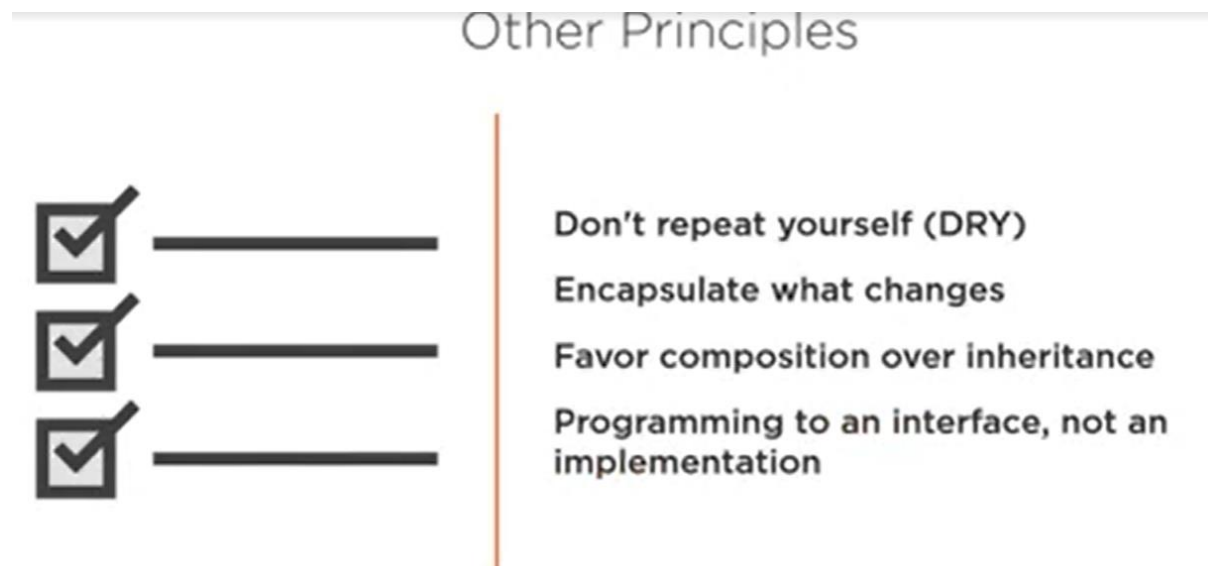 Other Principles
Don't repeat yourself (DRY)
Encapsulate what changes
Favor composition over inheritance
Programming to an interface, not an
implementation